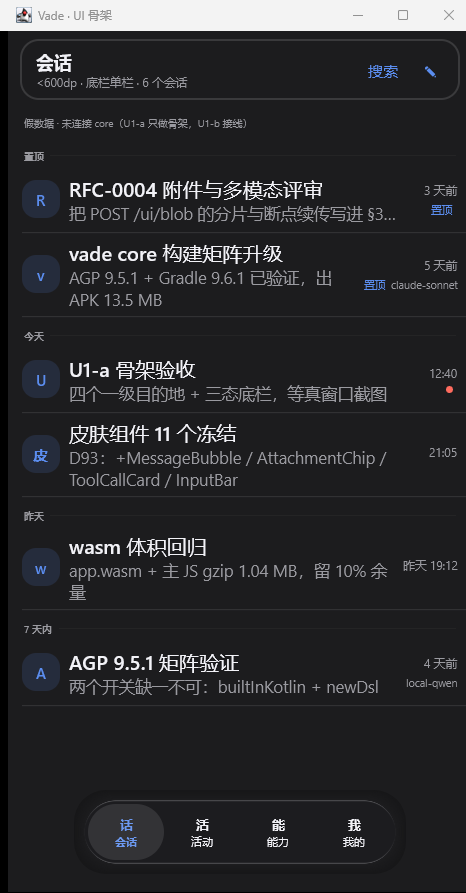 Vade · UI 骨架
会话
<600dp · 底栏单栏 · 6 个会话
搜索
假数据 · 未连接 core（U1-a 只做骨架，U1-b 接线）
置顶
R
RFC-0004 附件与多模态评审
3 天前
把 POST /ui/blob 的分片与断点续传写进 §3...
置顶
v
vade core 构建矩阵升级
5 天前
AGP 9.5.1 + Gradle 9.6.1 已验证，出
APK 13.5 MB
置顶 claude-sonnet
今天
U
U1-a 骨架验收
12:40
四个一级目的地 + 三态底栏，等真窗口截图
皮
皮肤组件 11 个冻结
21:05
D93：+MessageBubble / AttachmentChip /
ToolCallCard / InputBar
昨天
w
wasm 体积回归
昨天 19:12
app.wasm + 主 JS gzip 1.04 MB，留 10% 余
量
7 天内
A
AGP 9.5.1 矩阵验证
4 天前
两个开关缺一不可：builtInKotlin + newDsl
local-qwen
话 活 能 我
会话 活动 能力 我的